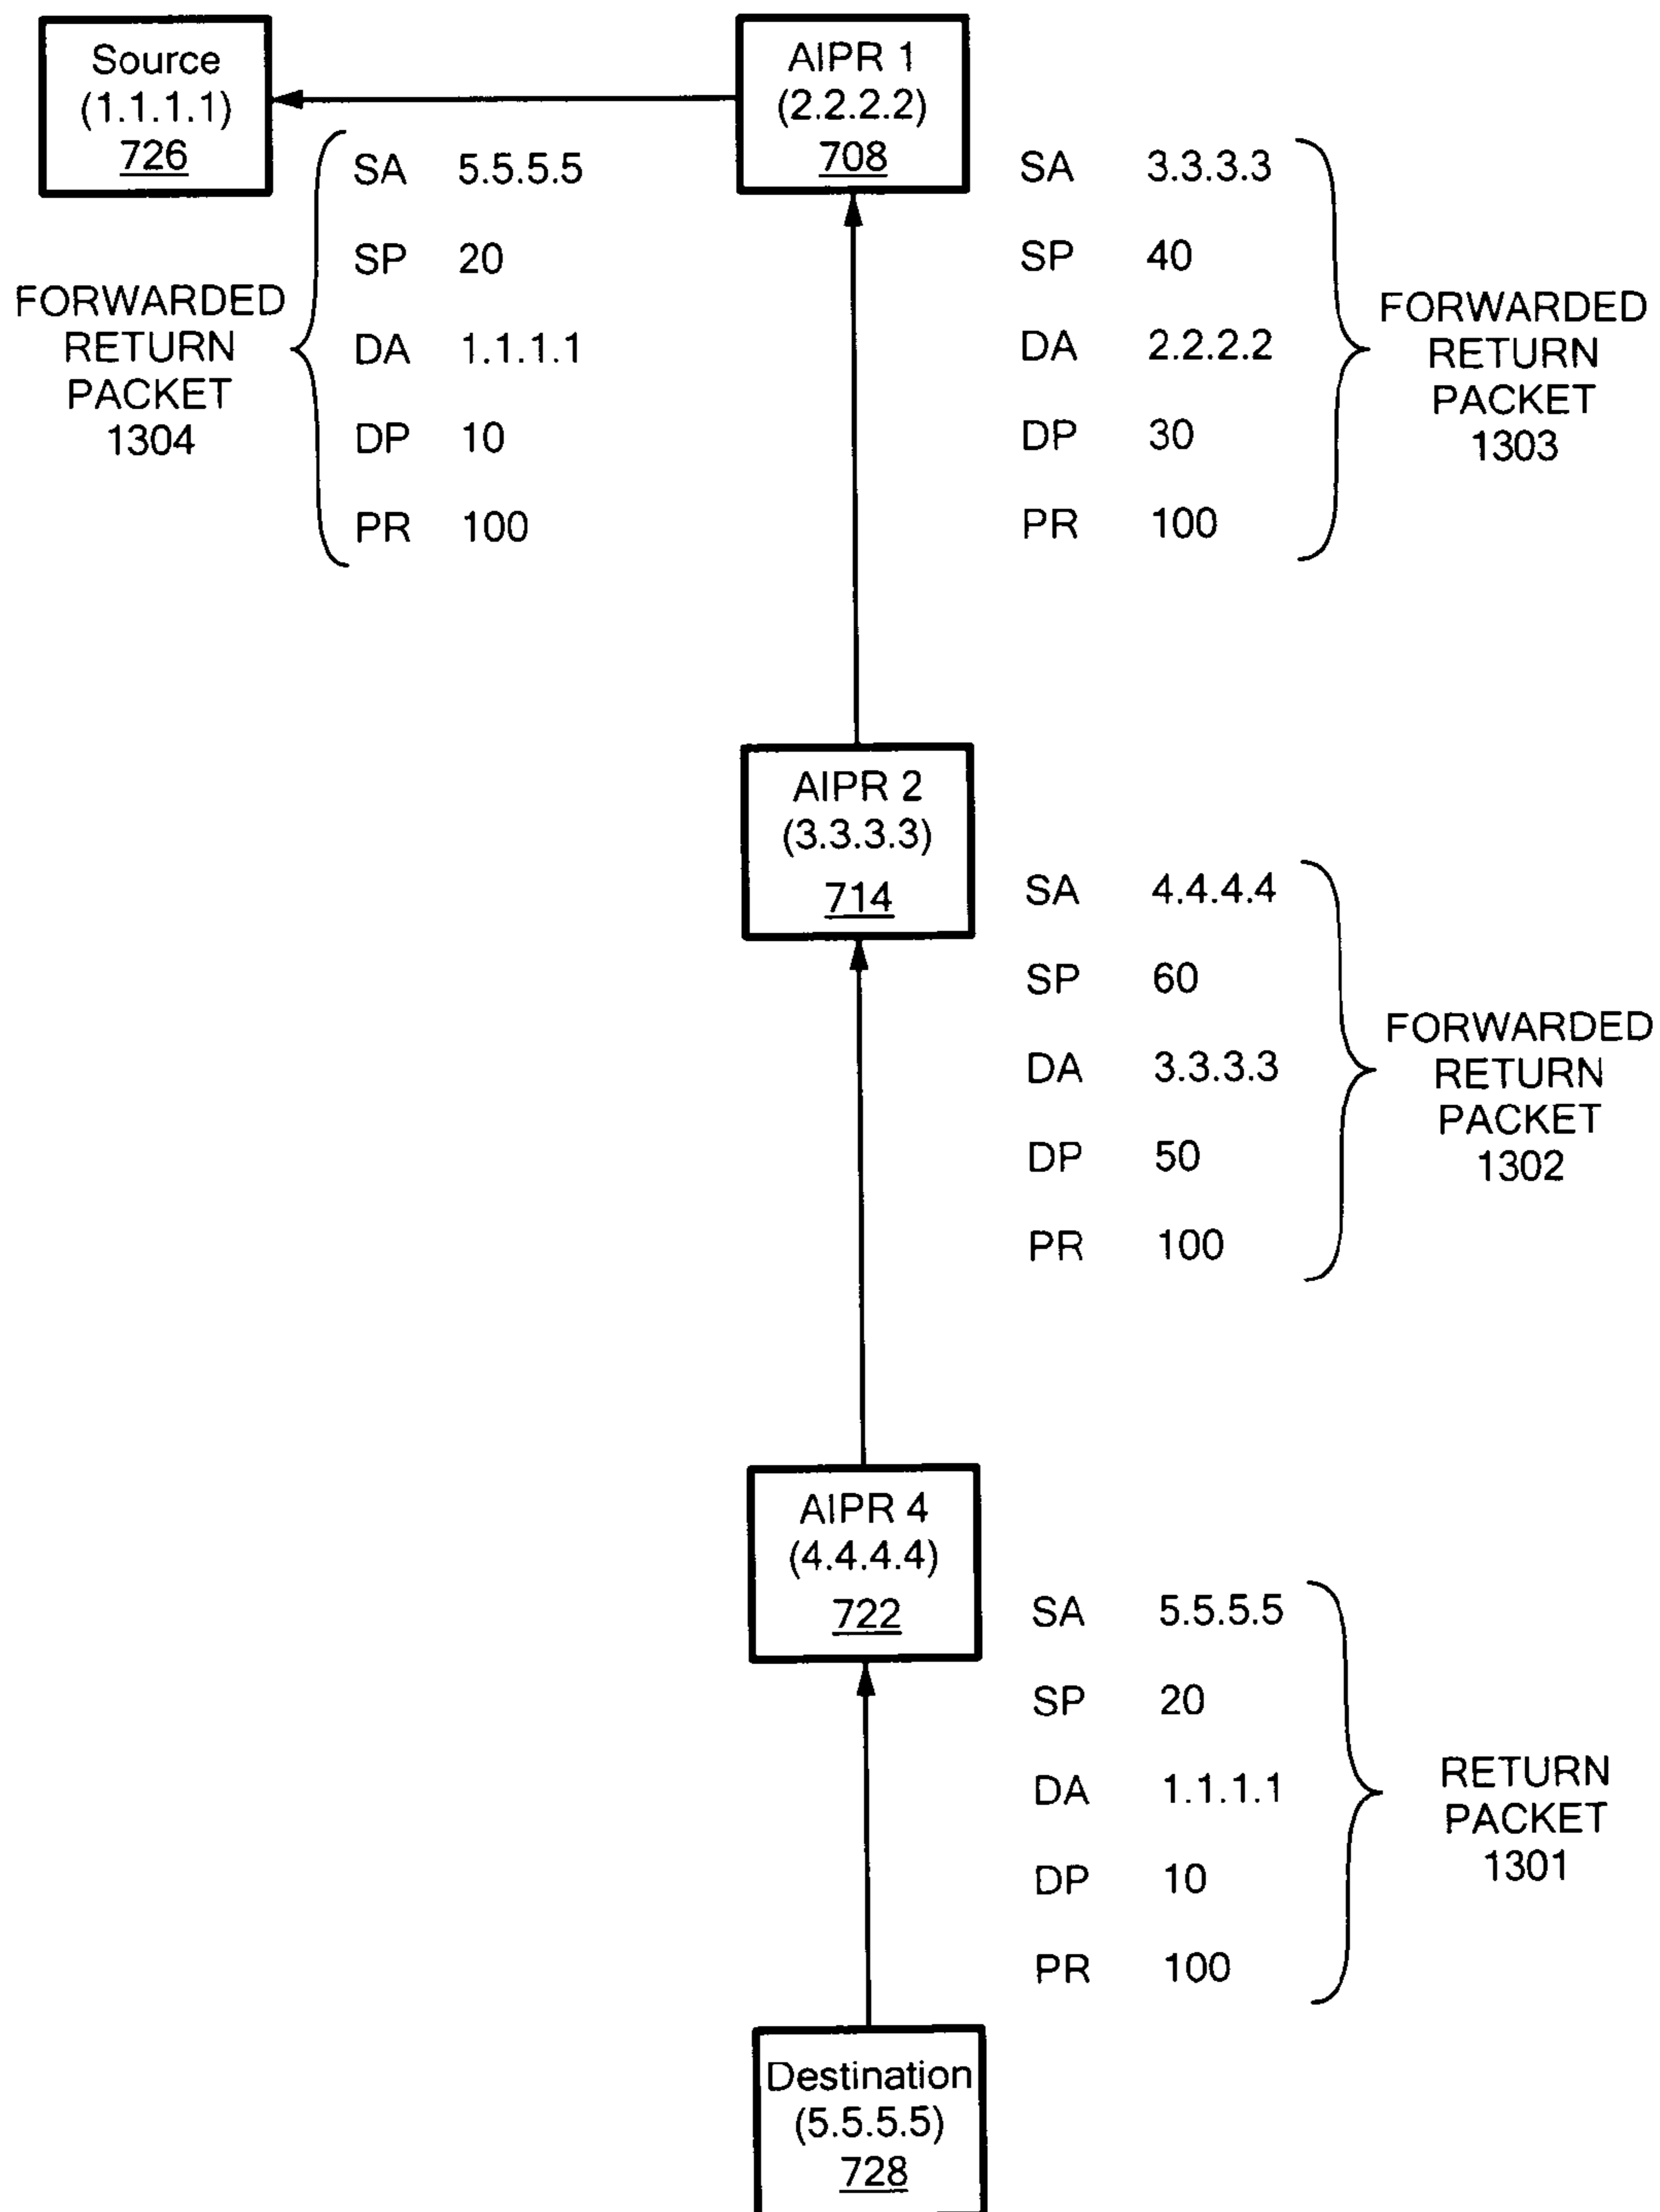 Source
(1.1.1.1)
726
AIPR 1
(2.2.2.2)
708
FORWARDED
RETURN
PACKET
1304
SA 5.5.5.5
SP 20
DA 1.1.1.1
DP 10
PR 100
SA 3.3.3.3
SP 40
DA 2.2.2.2
DP 30
PR 100
FORWARDED
RETURN
PACKET
1303
AIPR 2
(3.3.3.3)
714
SA 4.4.4.4
SP 60
DA 3.3.3.3
DP 50
PR 100
FORWARDED
RETURN
PACKET
1302
AIPR 4
(4.4.4.4)
722
SA 5.5.5.5
SP 20
DA 1.1.1.1
DP 10
PR 100
RETURN
PACKET
1301
Destination
(5.5.5.5)
728